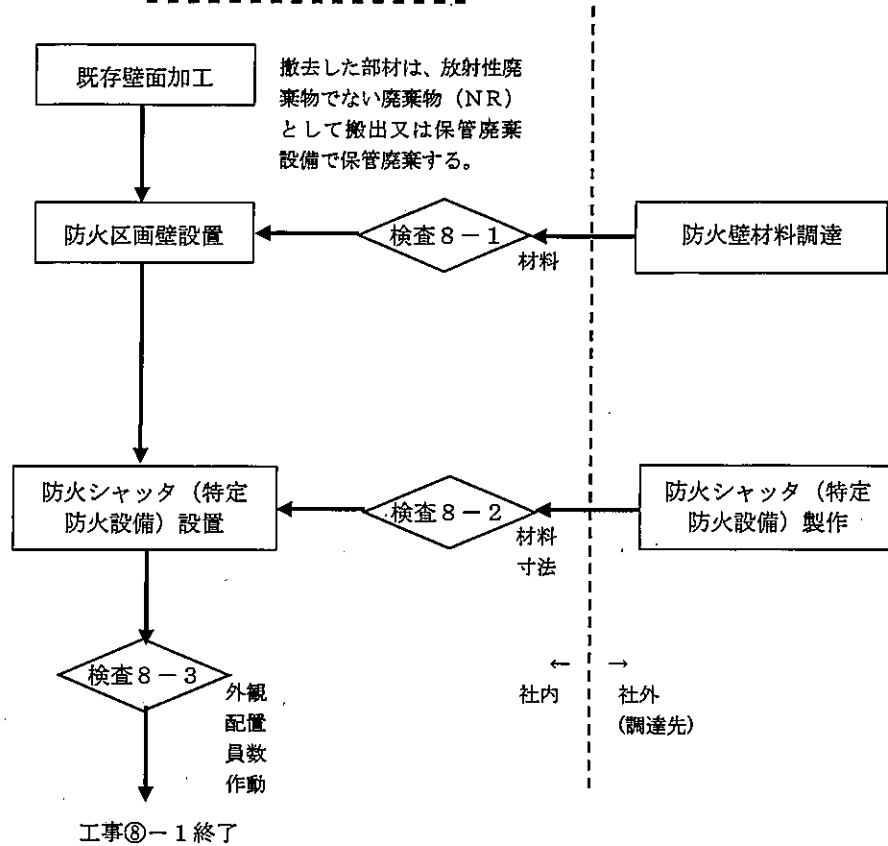 既存壁面加工
撤去した部材は、放射性廃
棄物でない廃棄物（NR）
として搬出又は保管廃棄
設備で保管廃棄する。
防火区画壁設置
検査８－１
材料
防火壁材料調達
防火シャッタ（特定
防火設備）設置
検査８－２
材料
寸法
防火シャッタ（特定
防火設備）製作
検査８－３
外観
配置
員数
作動
← →
社内
社外
(調達先)
工事⑧－１終了